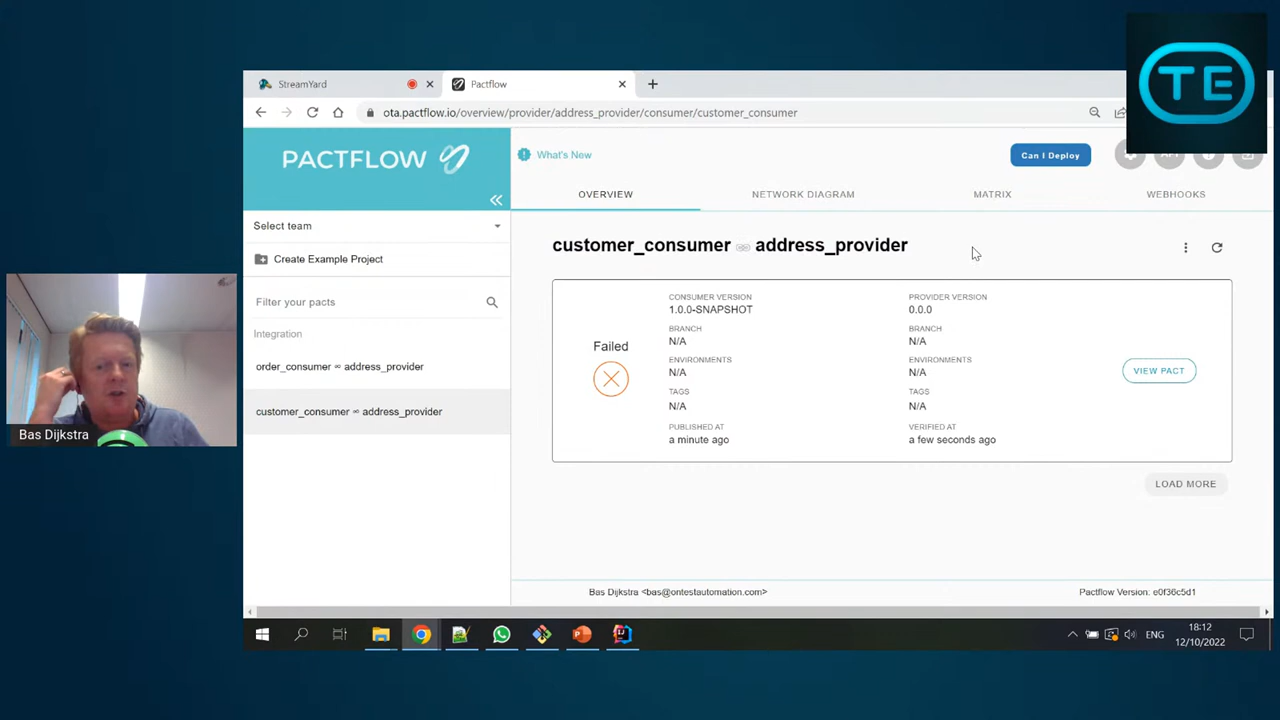 TE
StreamYard
Pactflow
ota.pactflow.io/overview/provider/address_provider/consumer/customer_consumer
PACTFLOW
What's New
Can I Deploy
OVERVIEW
NETWORK DIAGRAM
MATRIX
WEBHOOKS
Select team
Create Example Project
Filter your pacts
Integration
order_consumer ∞ address_provider
customer_consumer ∞ address_provider
customer_consumer address_provider
Failed
CONSUMER VERSION
1.0.0-SNAPSHOT
BRANCH
N/A
ENVIRONMENTS
N/A
TAGS
N/A
PUBLISHED AT
a minute ago
PROVIDER VERSION
0.0.0
BRANCH
N/A
ENVIRONMENTS
N/A
TAGS
N/A
VERIFIED AT
a few seconds ago
VIEW PACT
LOAD MORE
Bas Dijkstra <bas@ontestautomation.com>
Pactflow Version: e0f36c5d1
Bas Dijkstra
ENG
18:12
12/10/2022